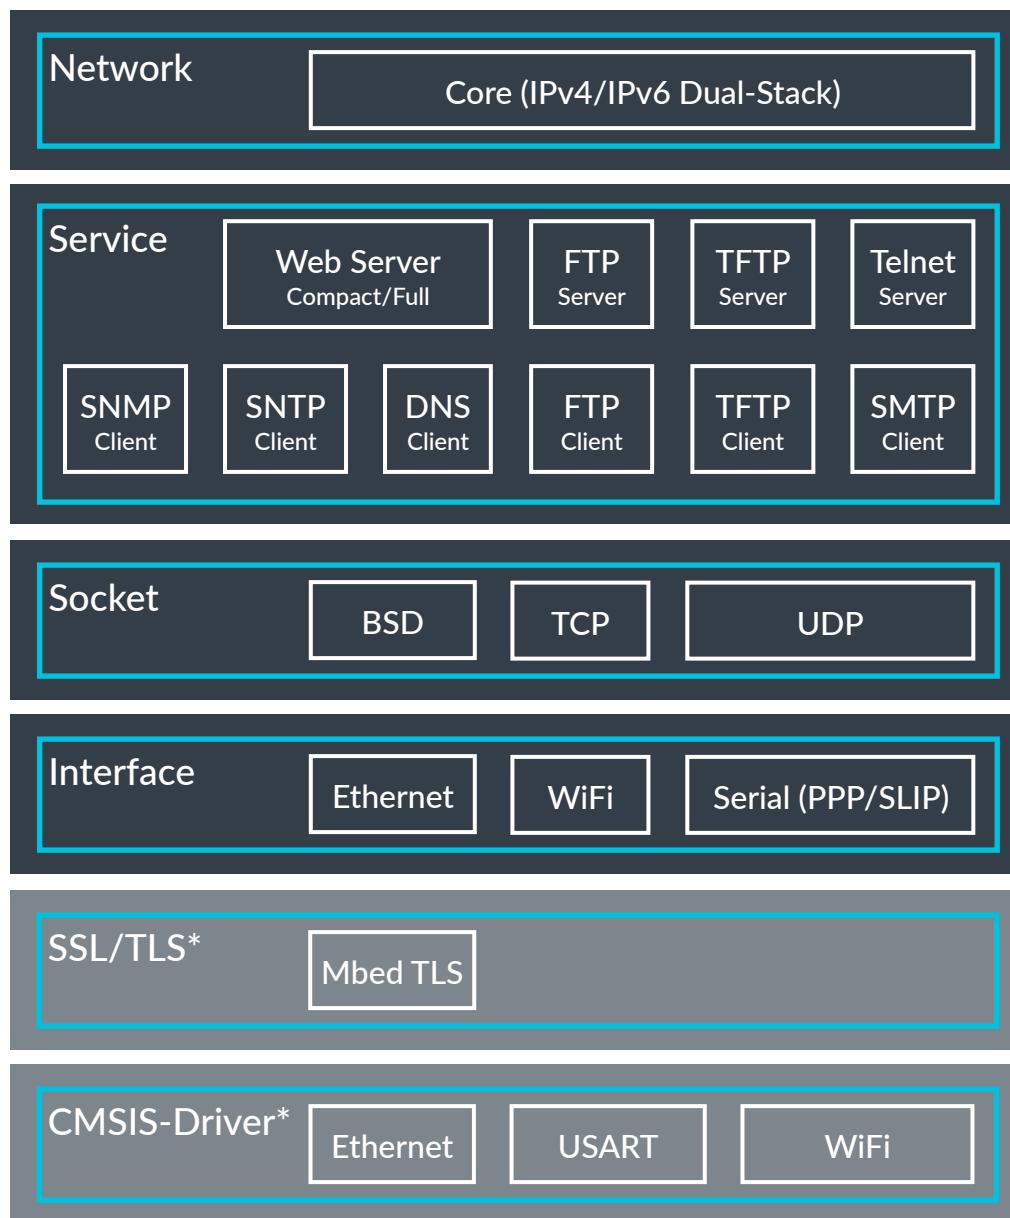 Network
Core (IPv4/IPv6 Dual-Stack)
Service
Web Server
Compact/Full
FTP
Server
TFTP
Server
Telnet
Server
SNMP
Client
SNTP
Client
DNS
Client
FTP
Client
TFTP
Client
SMTP
Client
Socket
BSD
TCP
UDP
Interface
Ethernet
WiFi
Serial (PPP/SLIP)
SSL/TLS*
Mbed TLS
CMSIS-Driver*
Ethernet
USART
WiFi